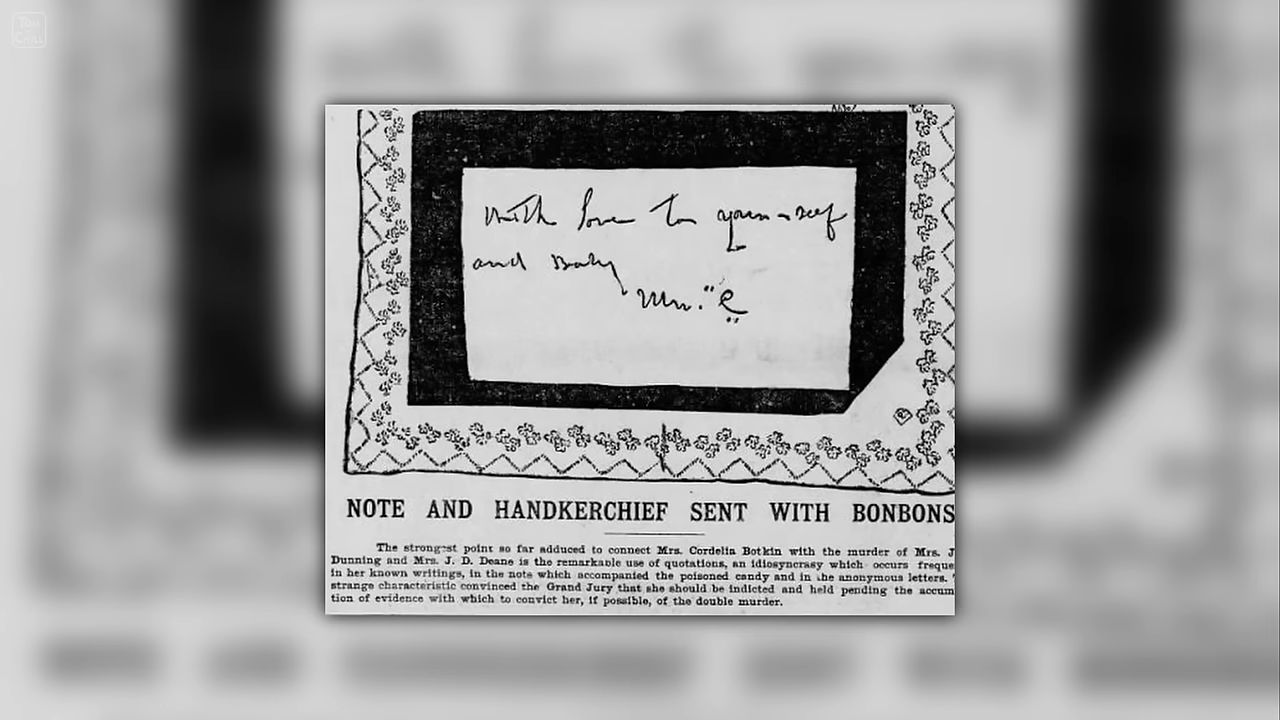 TOM
With love to your-self
and Baby
Mrs. "C"
NOTE AND HANDKERCHIEF SENT WITH BONBONS
The strongest point so far adduced to connect Mrs. Cordelia Botkin with the murder of Mrs. J
Dunning and Mrs. J. D. Deane is the remarkable use of quotations, an idiosyncrasy which occurs freque
in her known writings, in the note which accompanied the poisoned candy and in the anonymous letters.
strange characteristic convinced the Grand Jury that she should be indicted and held pending the accum
tion of evidence with which to convict her, if possible, of the double murder.